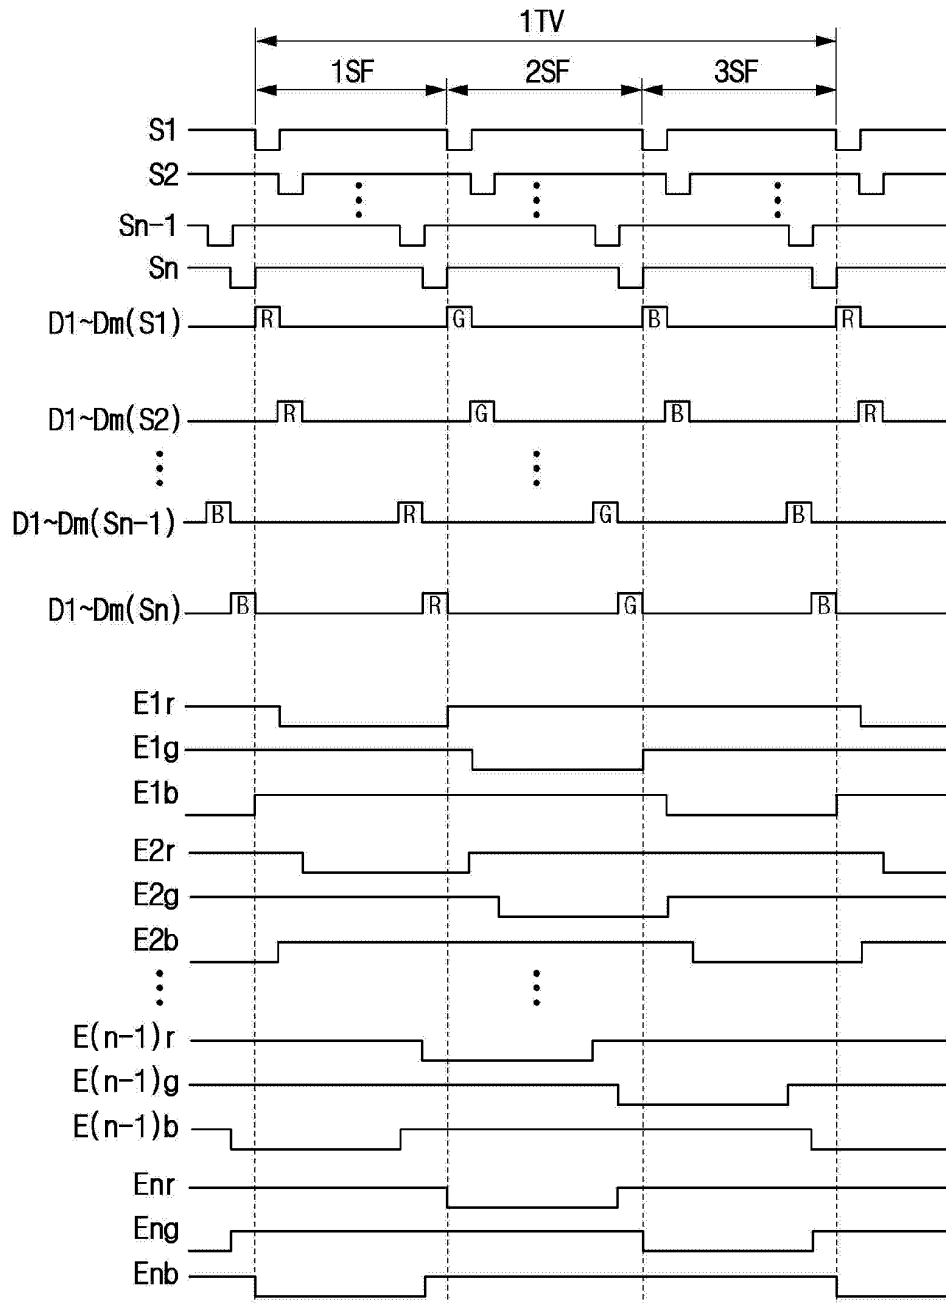 1TV
1SF 2SF 3SF
S1
S2
Sn-1
Sn
D1~Dm(S1) R G B R
D1~Dm(S2) R G B R
D1~Dm(Sn-1) B R G B
D1~Dm(Sn) B R G B
E1r
E1g
E1b
E2r
E2g
E2b
E(n-1)r
E(n-1)g
E(n-1)b
Enr
Eng
Enb